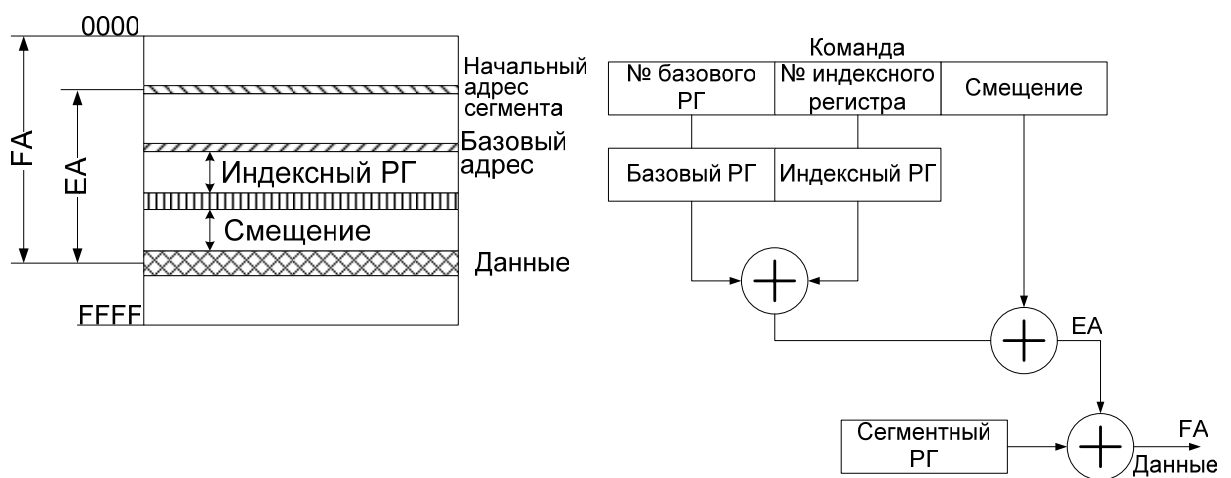 0000
FA
EA
FFFF
Начальный
адрес
сегмента
Базовый
адрес
Индексный РГ
Смещение
Данные
Команда
№ базового
РГ
№ индексного
регистра
Смещение
Базовый РГ
Индексный РГ
EA
Сегментный
РГ
FA
Данные